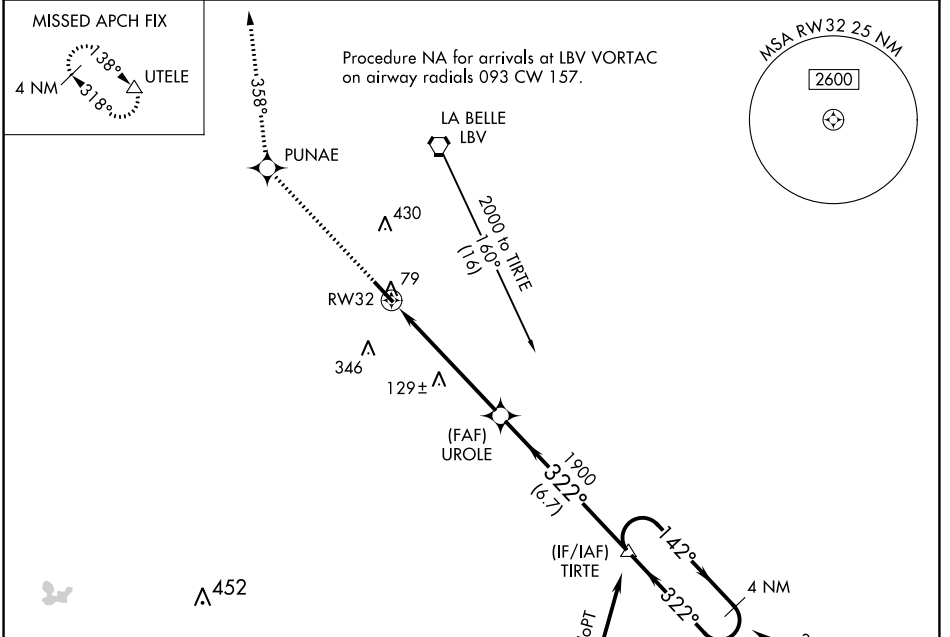 MISSED APCH FIX
138°
UTELE
4 NM
318°
358°
Procedure NA for arrivals at LBV VORTAC
on airway radials 093 CW 157.
MSA RW32 25 NM
2600
LA BELLE
LBV
PUNAE
430
2000 to TIRTE
160°
(16)
79
RW32
346
129±
(FAF)
UROLE
1900
322°
(6.7)
142°
(IF/IAF)
TIRTE
4 NM
322°
452